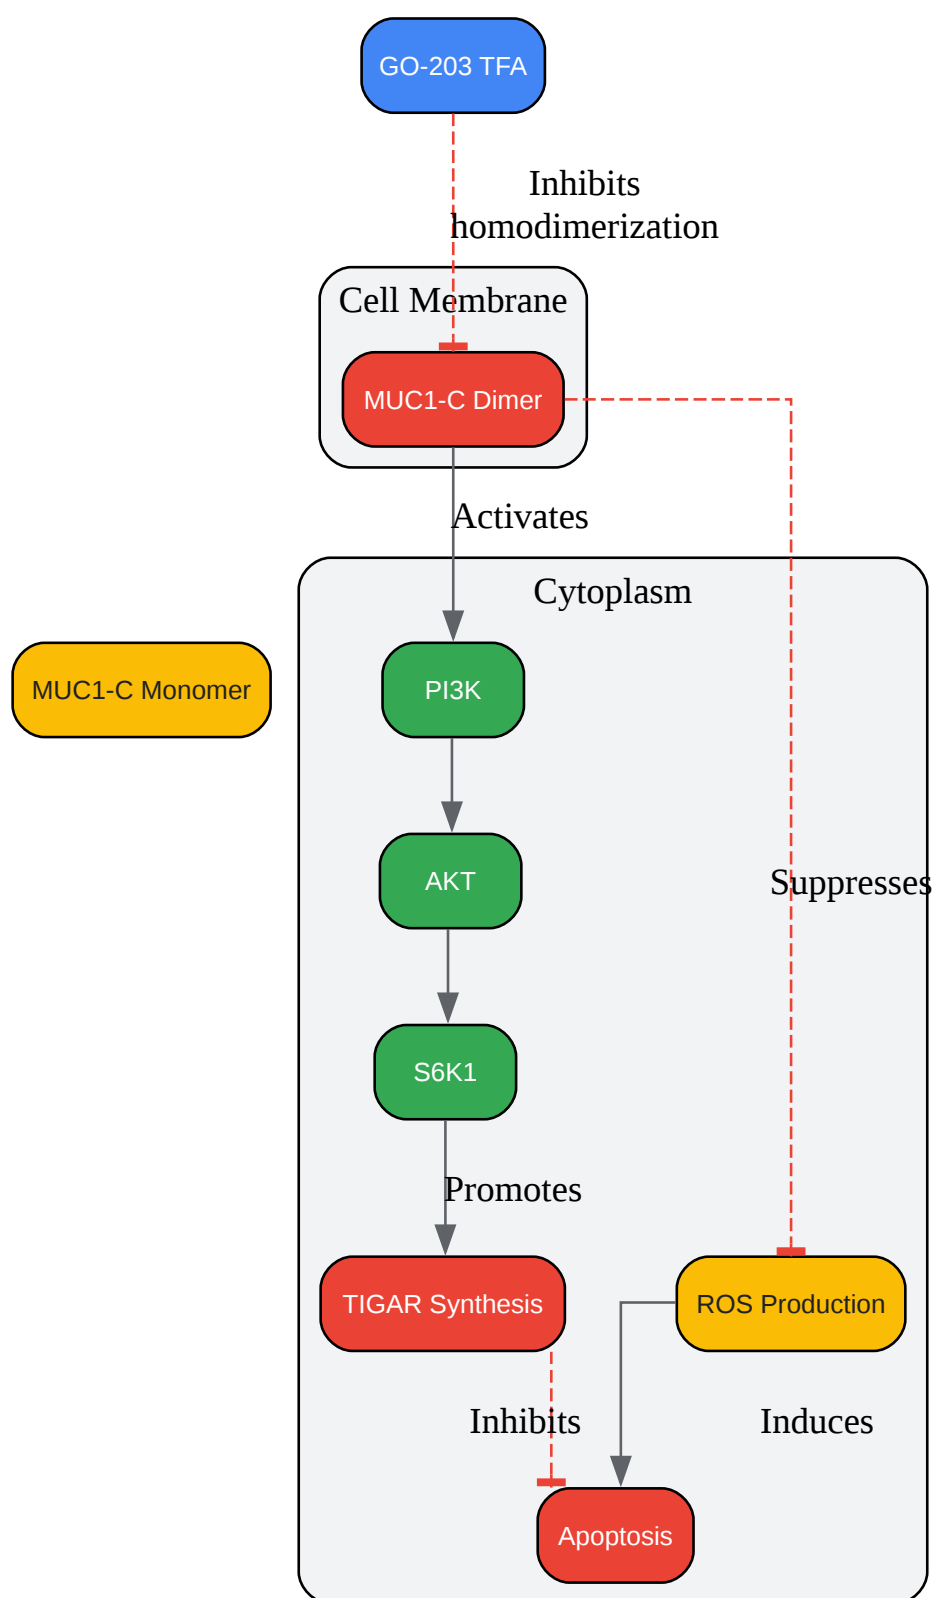 GO-203 TFA
Inhibits
homodimerization
Cell Membrane
MUC1-C Dimer
Activates
Cytoplasm
MUC1-C Monomer
PI3K
AKT
Suppresses
S6K1
Promotes
TIGAR Synthesis
ROS Production
Inhibits
Induces
Apoptosis